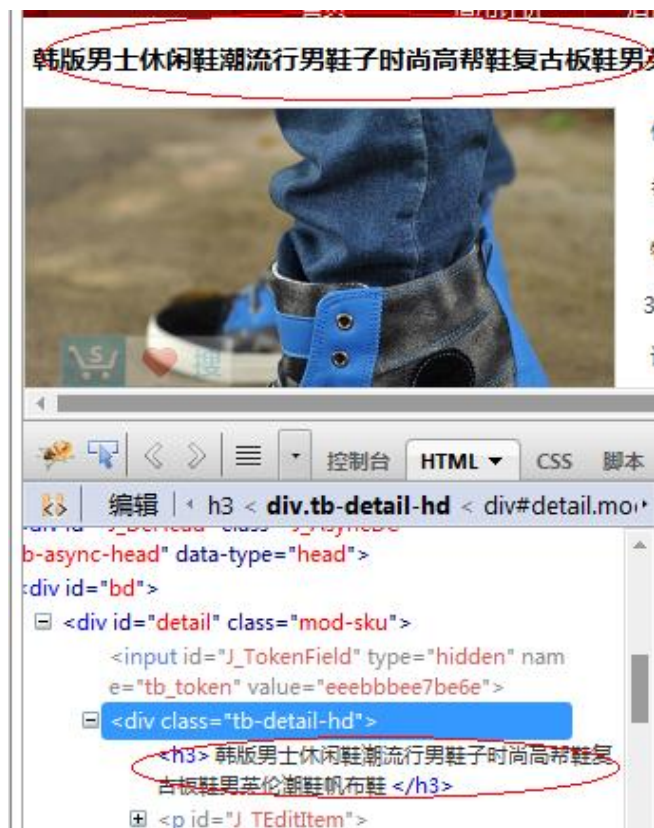 韩版男士休闲鞋潮流行男鞋子时尚高帮鞋复古板鞋男英
3
搜
控制台 HTML CSS 脚本
编辑 h3 < div.tb-detail-hd < div#detail.mo
b-async-head" data-type="head">
<div id="bd">
<div id="detail" class="mod-sku">
<input id="J_TokenField" type="hidden" nam
e="tb_token" value="eeebbbee7be6e">
<div class="tb-detail-hd">
<h3> 韩版男士休闲鞋潮流行男鞋子时尚高帮鞋复
古板鞋男英伦潮鞋帆布鞋 </h3>
<p id="J_TEditItem">